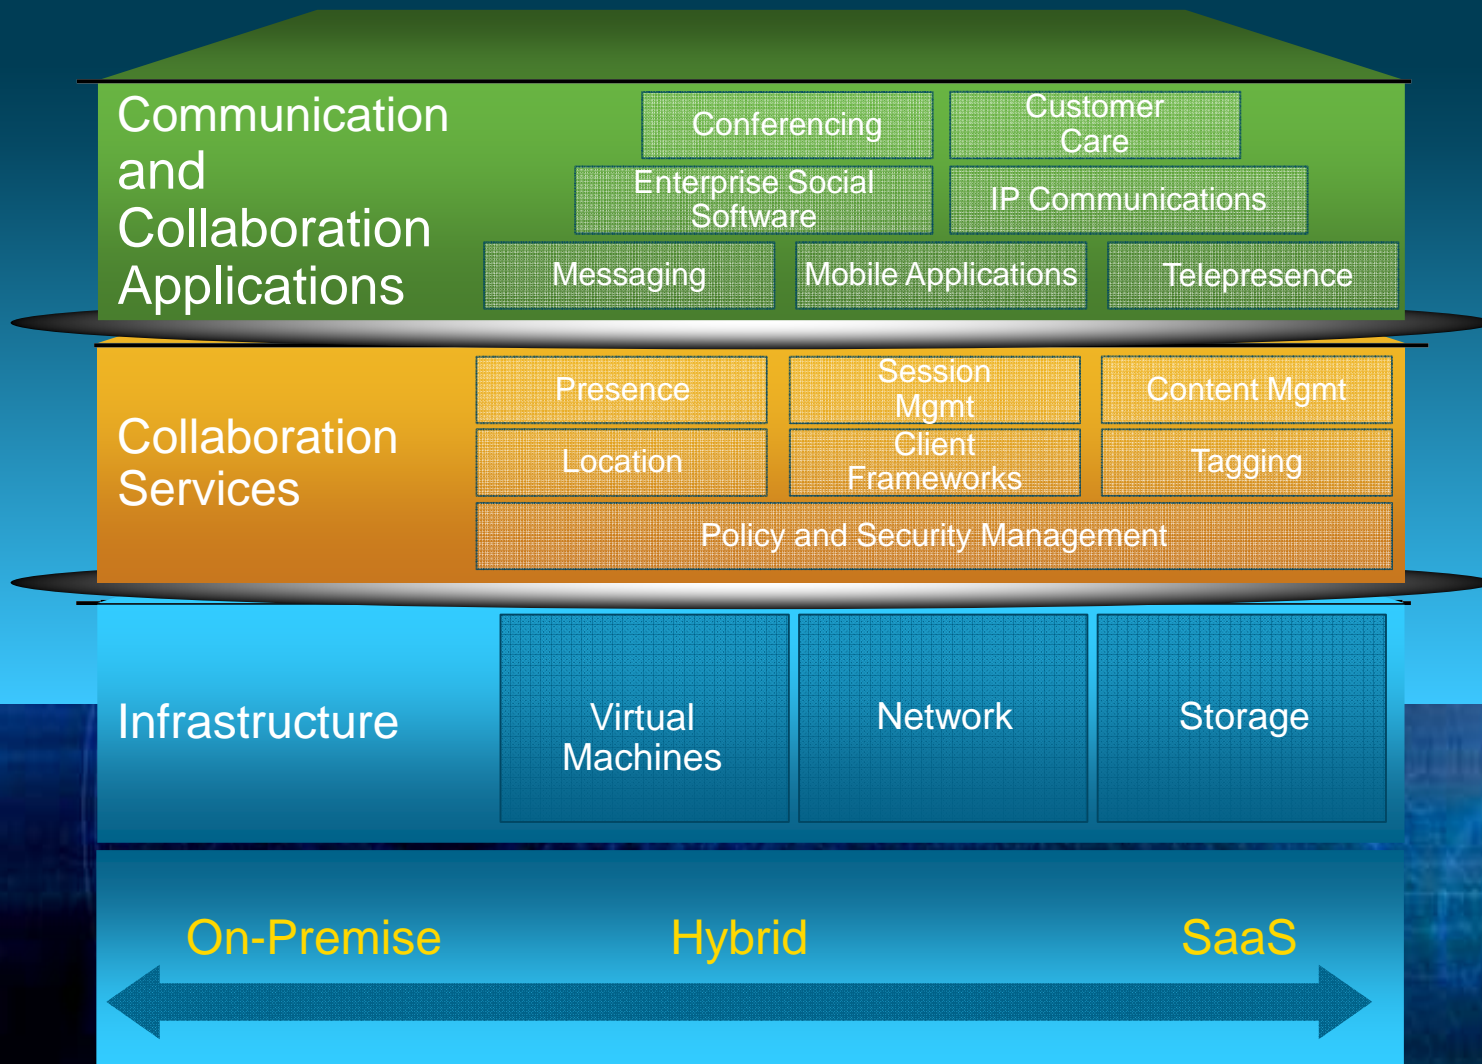 Communication
and
Collaboration
Applications
Conferencing
Customer
Care
Enterprise Social
Software
IP Communications
Messaging
Mobile Applications
Telepresence
Collaboration
Services
Presence
Session
Mgmt
Content Mgmt
Location
Client
Frameworks
Tagging
Policy and Security Management
Infrastructure
Virtual
Machines
Network
Storage
On-Premise
Hybrid
SaaS